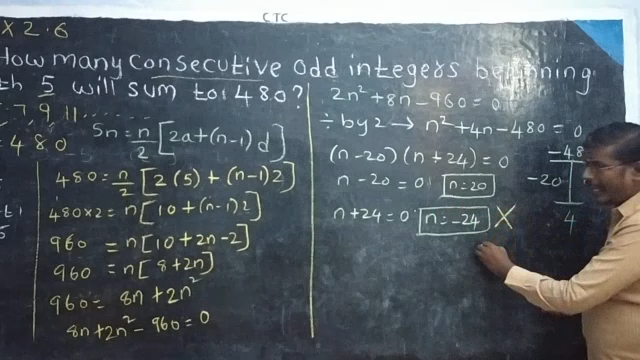 CTC
X 2.6
How many consecutive odd integers beginning
th 5 will sum to 480?
7, 9, 11 ........
= 480
Sn = n/2 [2a + (n-1) d]
480 = n/2 [2(5) + (n-1) 2]
480×2 = n[10 + (n-1) 2]
960 = n[10 + 2n - 2]
960 = n[8 + 2n]
960 = 8n + 2n²
8n + 2n² - 960 = 0
2n² + 8n - 960 = 0
÷ by 2 → n² + 4n - 480 = 0
(n-20) (n+24) = 0
n - 20 = 0 n = 20
n + 24 = 0 n = -24 X
-48
-20
4